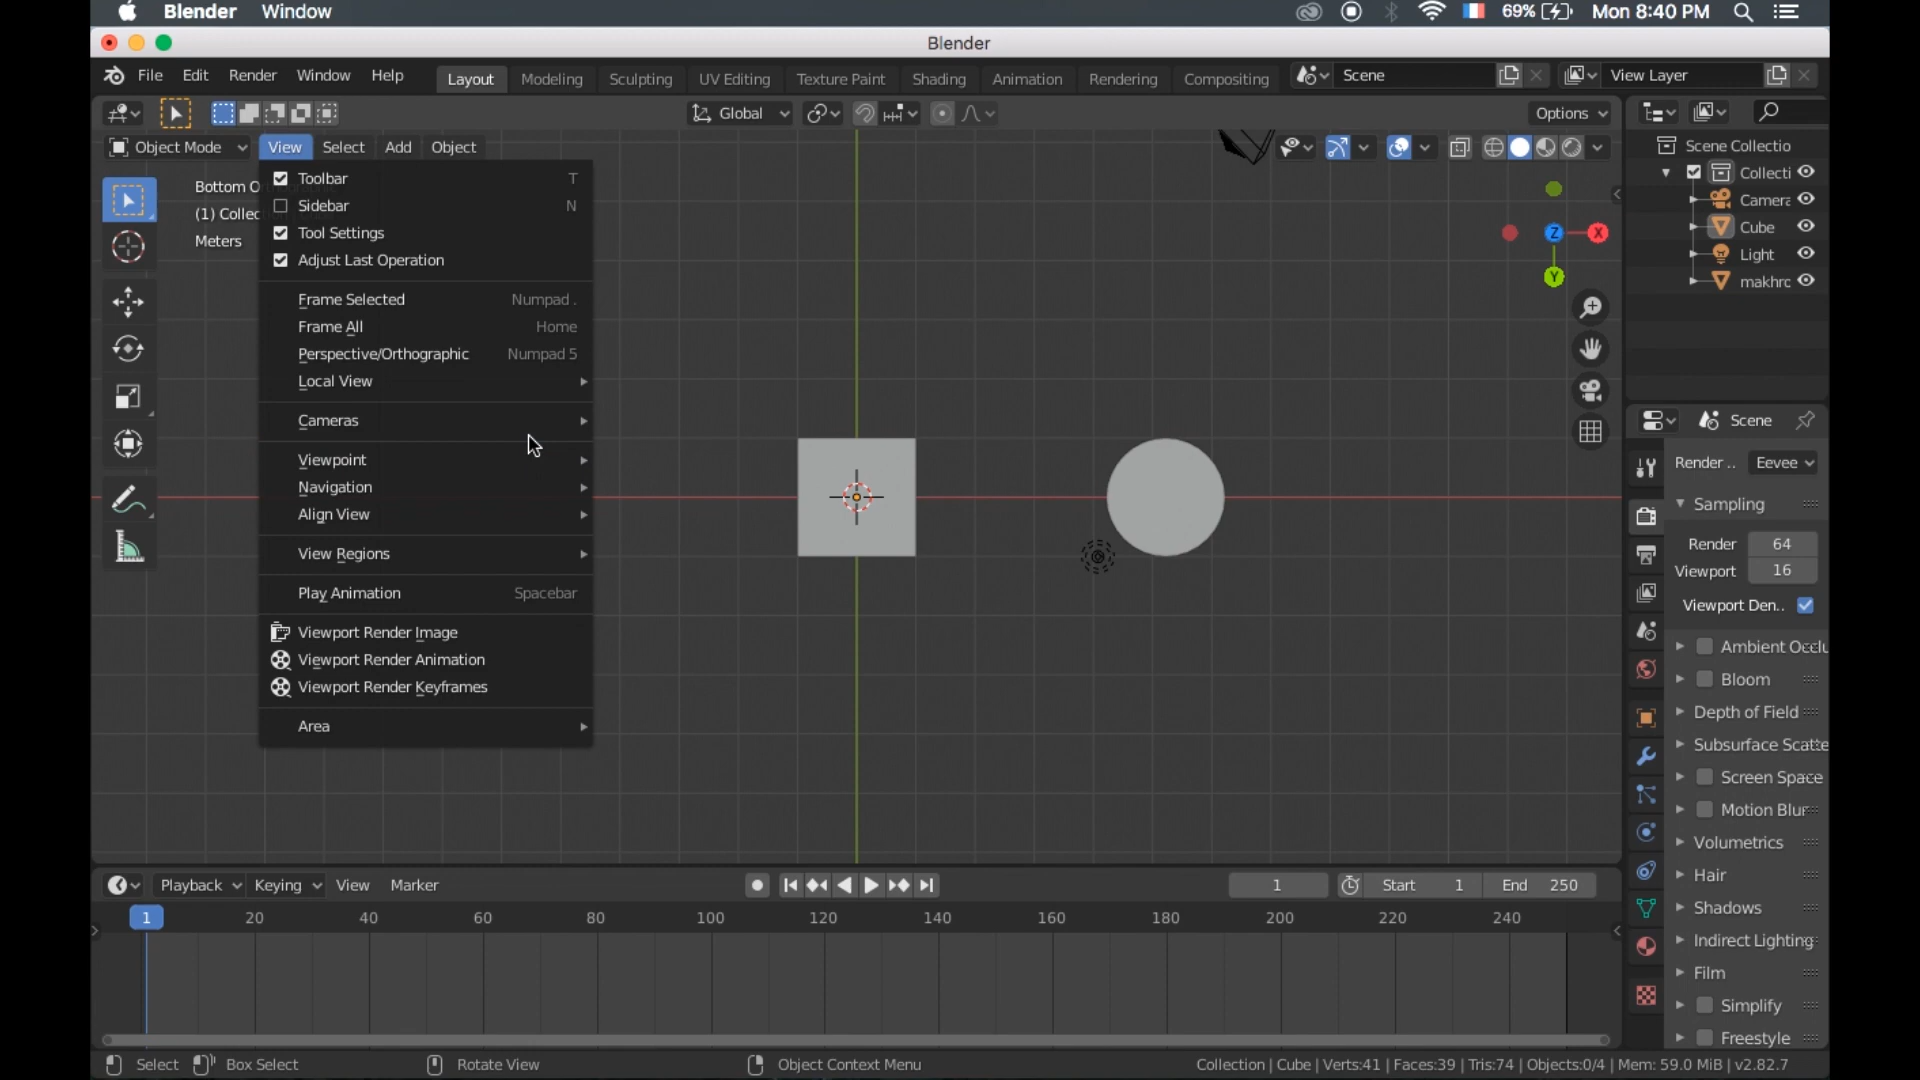 Blender Window 69% Mon 8:40 PM
Blender
File Edit Render Window Help Layout Modeling Sculpting UV Editing Texture Paint Shading Animation Rendering Compositing Scene View Layer
Global Options
Object Mode View Select Add Object
Scene Collectio
Collecti
Camera
Cube
Light
makhrc
Bottom O
(1) Collec
Meters
Toolbar T
Sidebar N
Tool Settings
Adjust Last Operation
Frame Selected Numpad .
Frame All Home
Perspective/Orthographic Numpad 5
Local View
Cameras
Viewpoint
Navigation
Align View
View Regions
Play Animation Spacebar
Viewport Render Image
Viewport Render Animation
Viewport Render Keyframes
Area
Z X
Y
Scene
Render .. Eevee
Sampling
Render 64
Viewport 16
Viewport Den..
Ambient Occlu
Bloom
Depth of Field
Subsurface Scatte
Screen Space
Motion Blur
Volumetrics
Hair
Shadows
Indirect Lighting
Film
Simplify
Freestyle
Playback Keying View Marker 1 Start 1 End 250
1 20 40 60 80 100 120 140 160 180 200 220 240
Select Box Select Rotate View Object Context Menu Collection | Cube | Verts:41 | Faces:39 | Tris:74 | Objects:0/4 | Mem: 59.0 MiB | v2.82.7